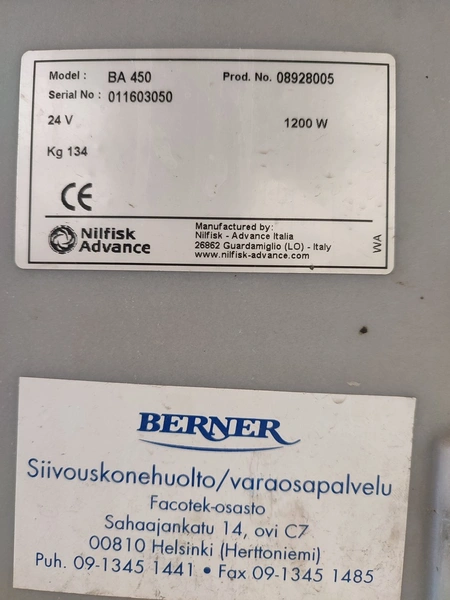 Model : BA 450 Prod. No. 08928005
Serial No : 011603050
24 V 1200 W
Kg 134
CE
Nilfisk
Advance
Manufactured by:
Nilfisk - Advance Italia
26862 Guardamiglio (LO) - Italy
www.nilfisk-advance.com
WA
BERNER
Siivouskonehuolto/varaosapalvelu
Facotek-osasto
Sahaajankatu 14, ovi C7
00810 Helsinki (Herttoniemi)
Puh. 09-1345 1441 • Fax 09-1345 1485